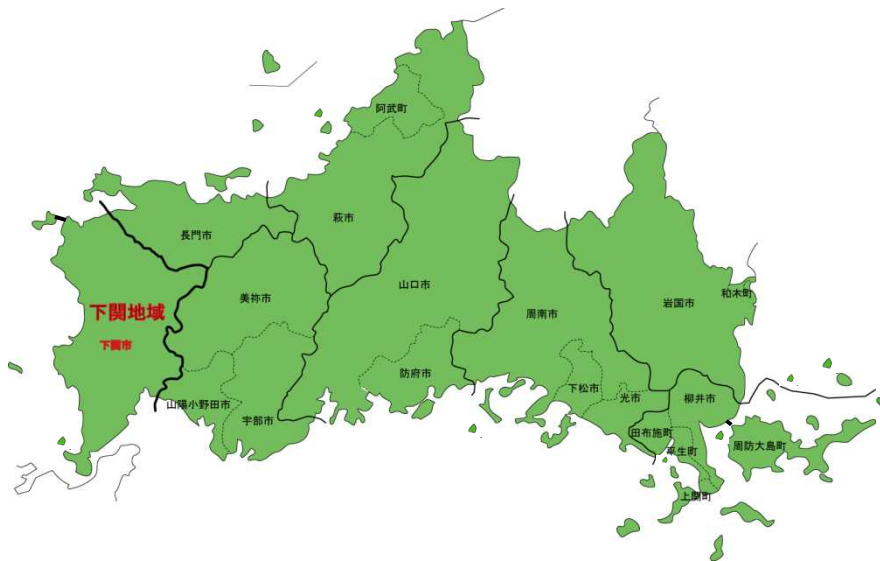 阿武町
萩市
長門市
山口市
美祢市
岩国市
和木町
下関地域
下関市
周南市
防府市
下松市
光市
柳井市
山陽小野田市
宇部市
田布施町
平生町
周防大島町
上関町